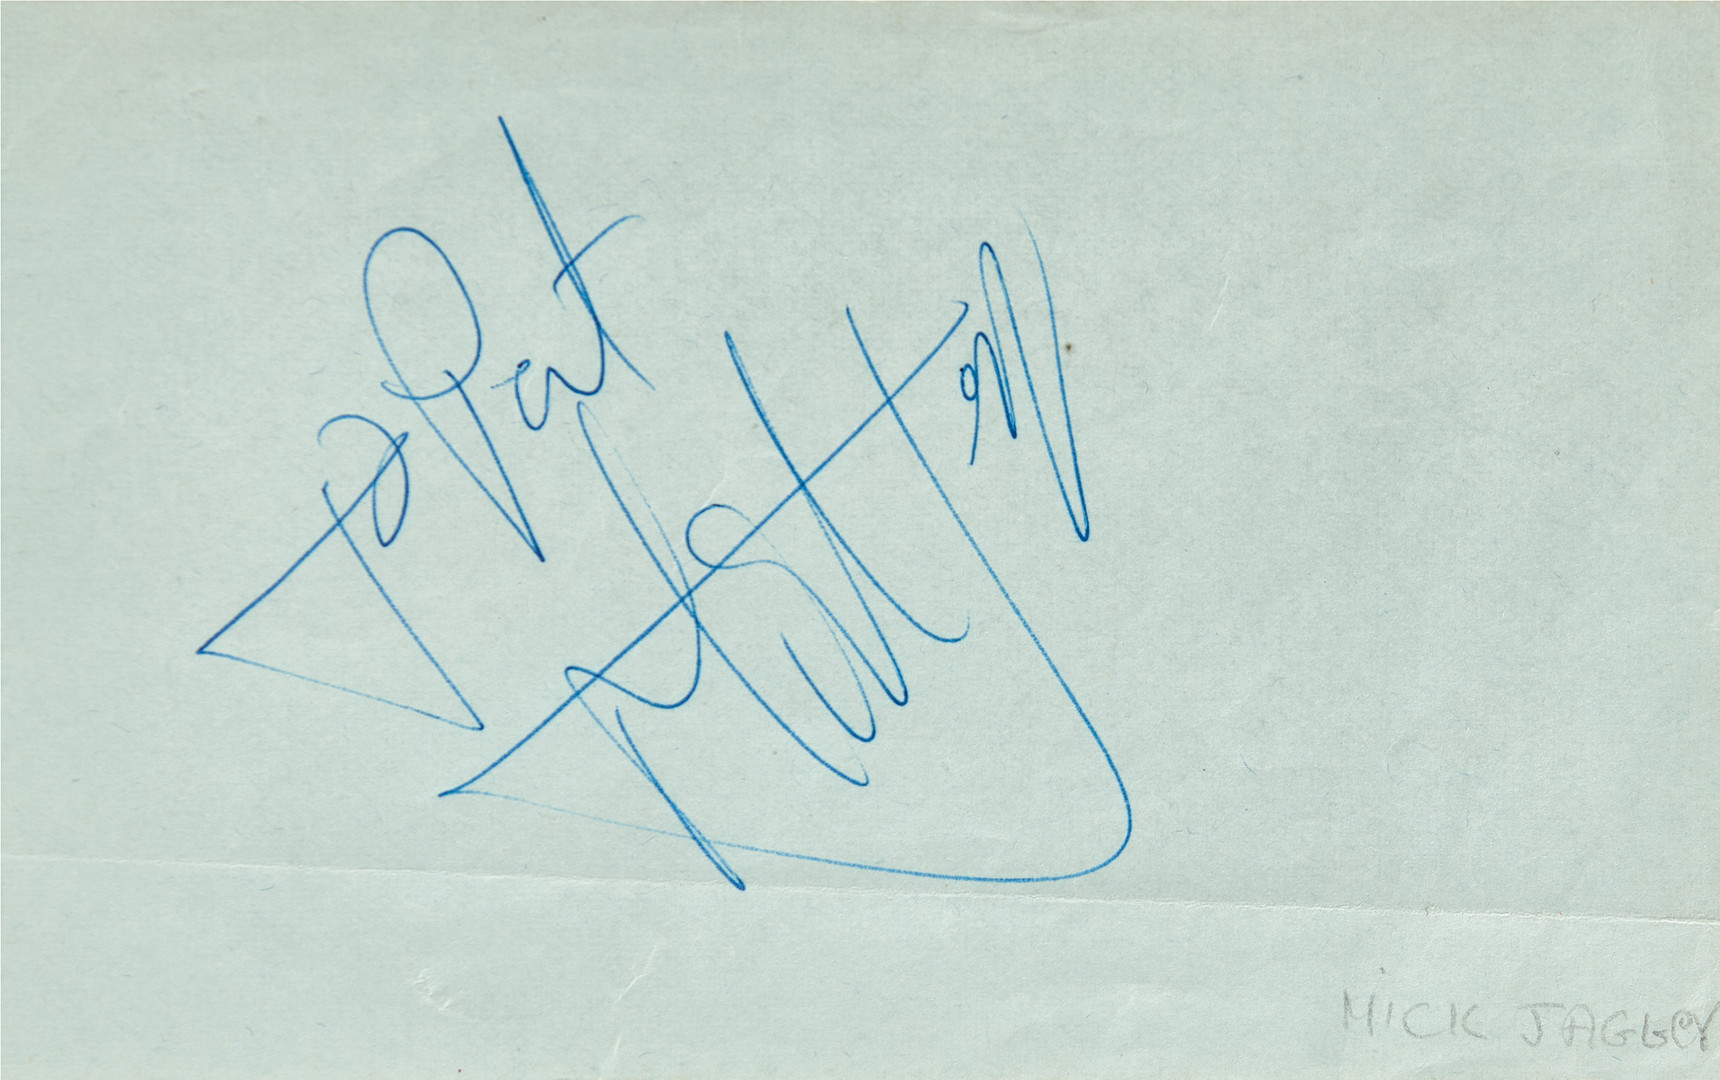 To Pat
MICK JAGGER